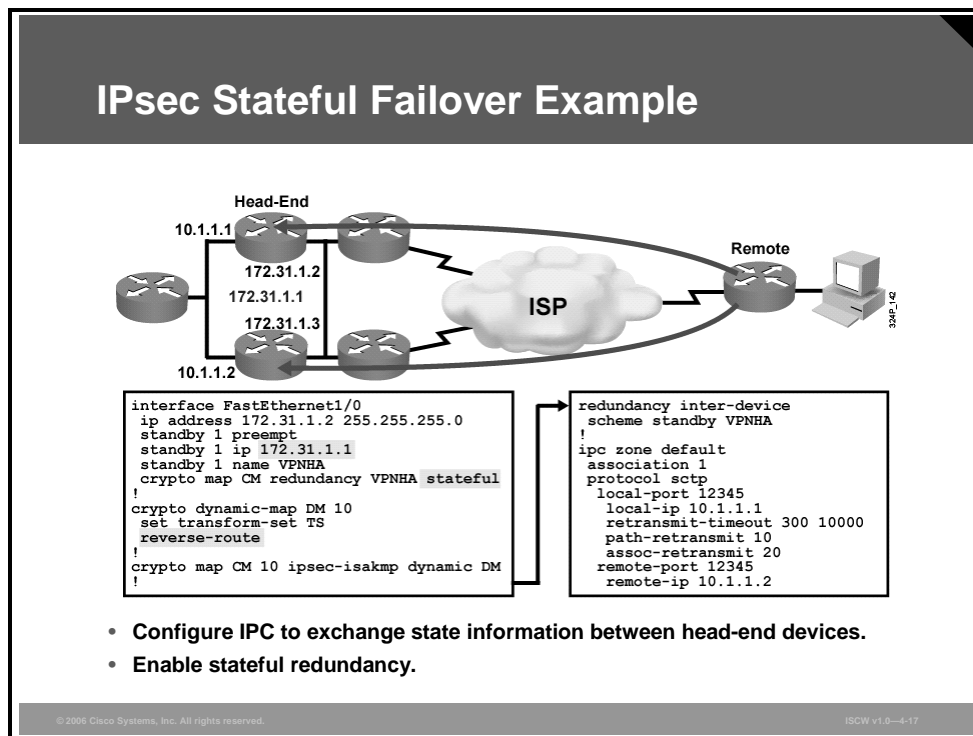 IPsec Stateful Failover Example
Head-End
10.1.1.1
Remote
172.31.1.2
172.31.1.1
ISP
172.31.1.3
10.1.1.2
324P_142
interface FastEthernet1/0
ip address 172.31.1.2 255.255.255.0
standby 1 preempt
standby 1 ip 172.31.1.1
standby 1 name VPNHA
crypto map CM redundancy VPNHA stateful
!
crypto dynamic-map DM 10
set transform-set TS
reverse-route
!
crypto map CM 10 ipsec-isakmp dynamic DM
!
redundancy inter-device
scheme standby VPNHA
!
ipc zone default
association 1
protocol sctp
local-port 12345
local-ip 10.1.1.1
retransmit-timeout 300 10000
path-retransmit 10
assoc-retransmit 20
remote-port 12345
remote-ip 10.1.1.2
• Configure IPC to exchange state information between head-end devices.
• Enable stateful redundancy.
© 2006 Cisco Systems, Inc. All rights reserved.
ISCW v1.0—4-17